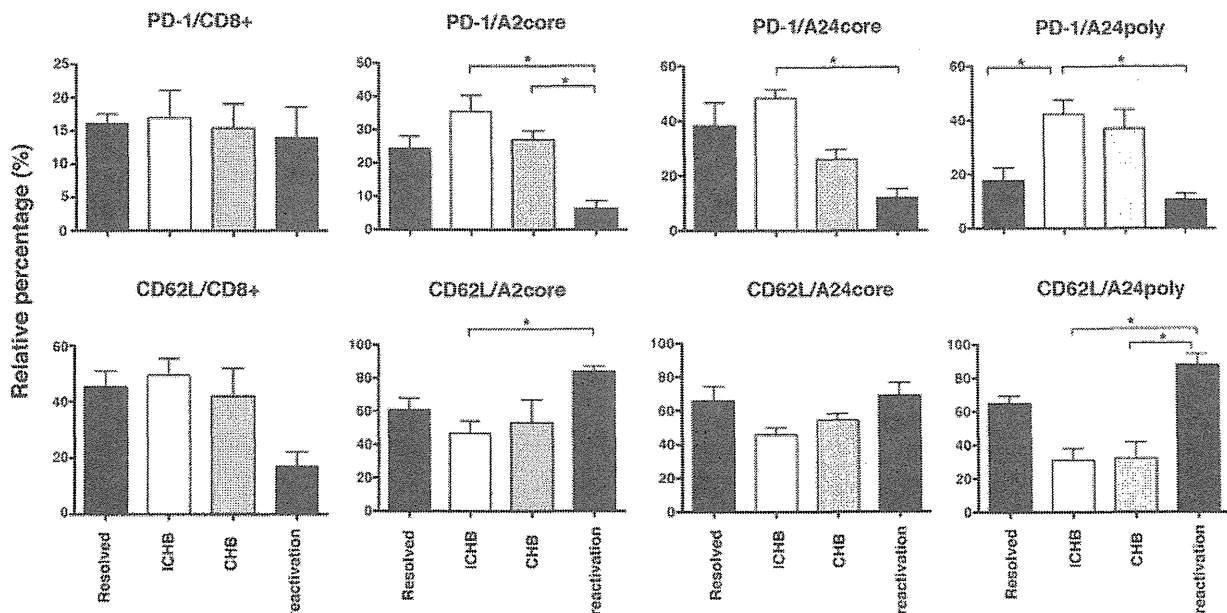 PD-1/CD8+
PD-1/A2core
PD-1/A24core
PD-1/A24poly
25
20
15
10
5
0
50
40
30
20
10
0
*
*
60
40
20
0
*
60
40
20
0
*
*
Relative percentage (%)
CD62L/CD8+
CD62L/A2core
CD62L/A24core
CD62L/A24poly
60
40
20
0
100
80
60
40
20
0
*
100
80
60
40
20
0
100
80
60
40
20
0
*
*
Resolved
ICHB
CHB
reactivation
Resolved
ICHB
CHB
reactivation
Resolved
ICHB
CHB
reactivation
Resolved
ICHB
CHB
reactivation